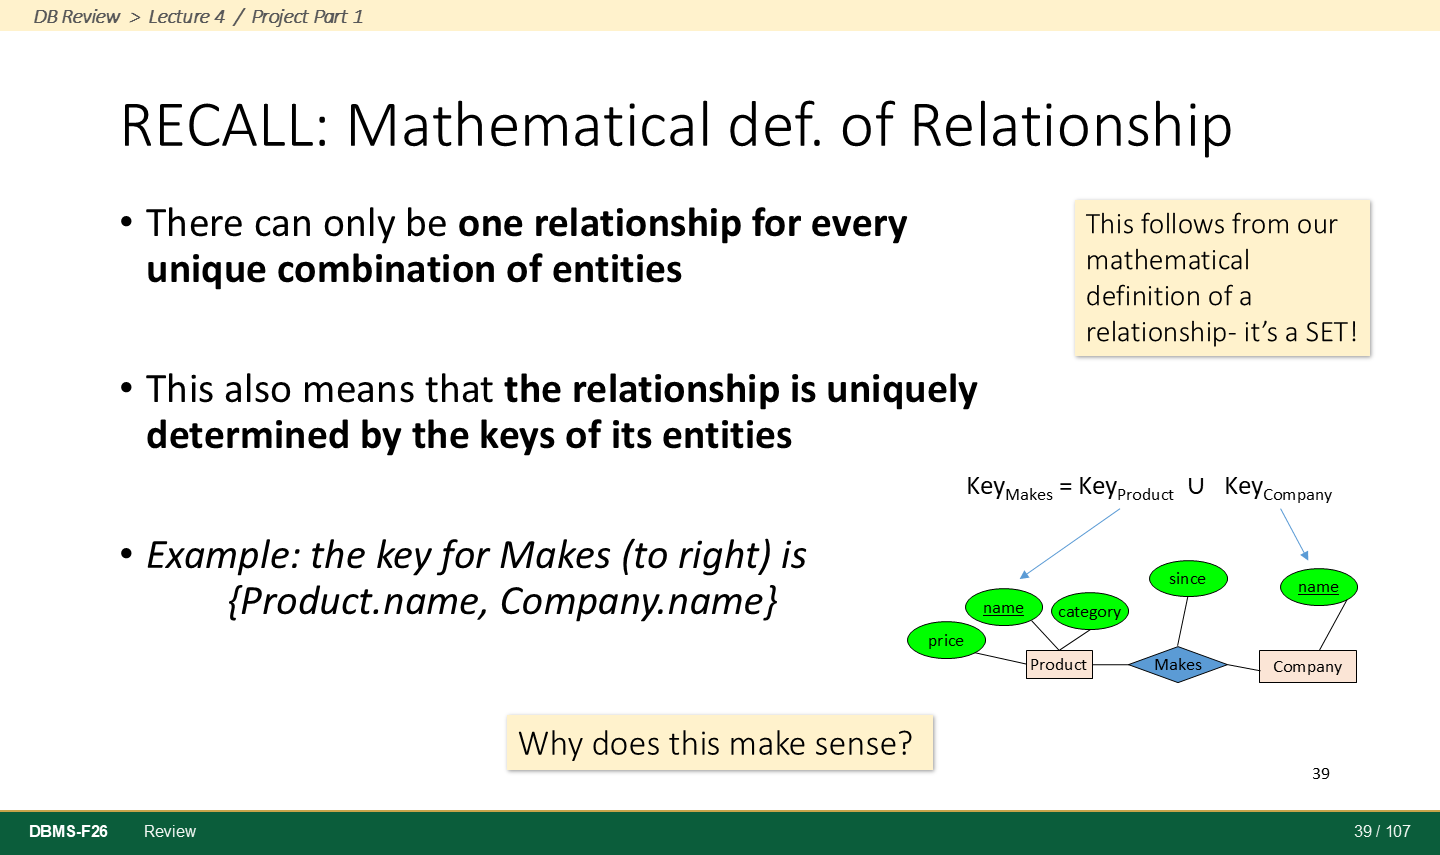 DB Review > Lecture 4 / Project Part 1
RECALL: Mathematical def. of Relationship
• There can only be one relationship for every
unique combination of entities
• This also means that the relationship is uniquely
determined by the keys of its entities
• Example: the key for Makes (to right) is
{Product.name, Company.name}
This follows from our
mathematical
definition of a
relationship- it’s a SET!
KeyMakes = KeyProduct ∪ KeyCompany
since
name
name
category
price
Product
Makes
Company
Why does this make sense?
39
DBMS-F26 Review 39 / 107